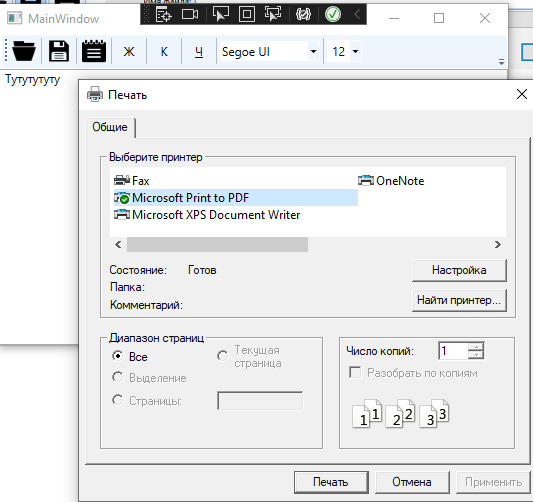 MainWindow
Ж К Ч Segoe UI 12
Тутутутуту
Печать
Общие
Выберите принтер
Fax OneNote
Microsoft Print to PDF
Microsoft XPS Document Writer
Состояние: Готов Настройка
Папка:
Комментарий: Найти принтер...
Диапазон страниц
Все Текущая страница
Выделение
Страницы:
Число копий: 1
Разобрать по копиям
1 1 2 2 3 3
Печать Отмена Применить